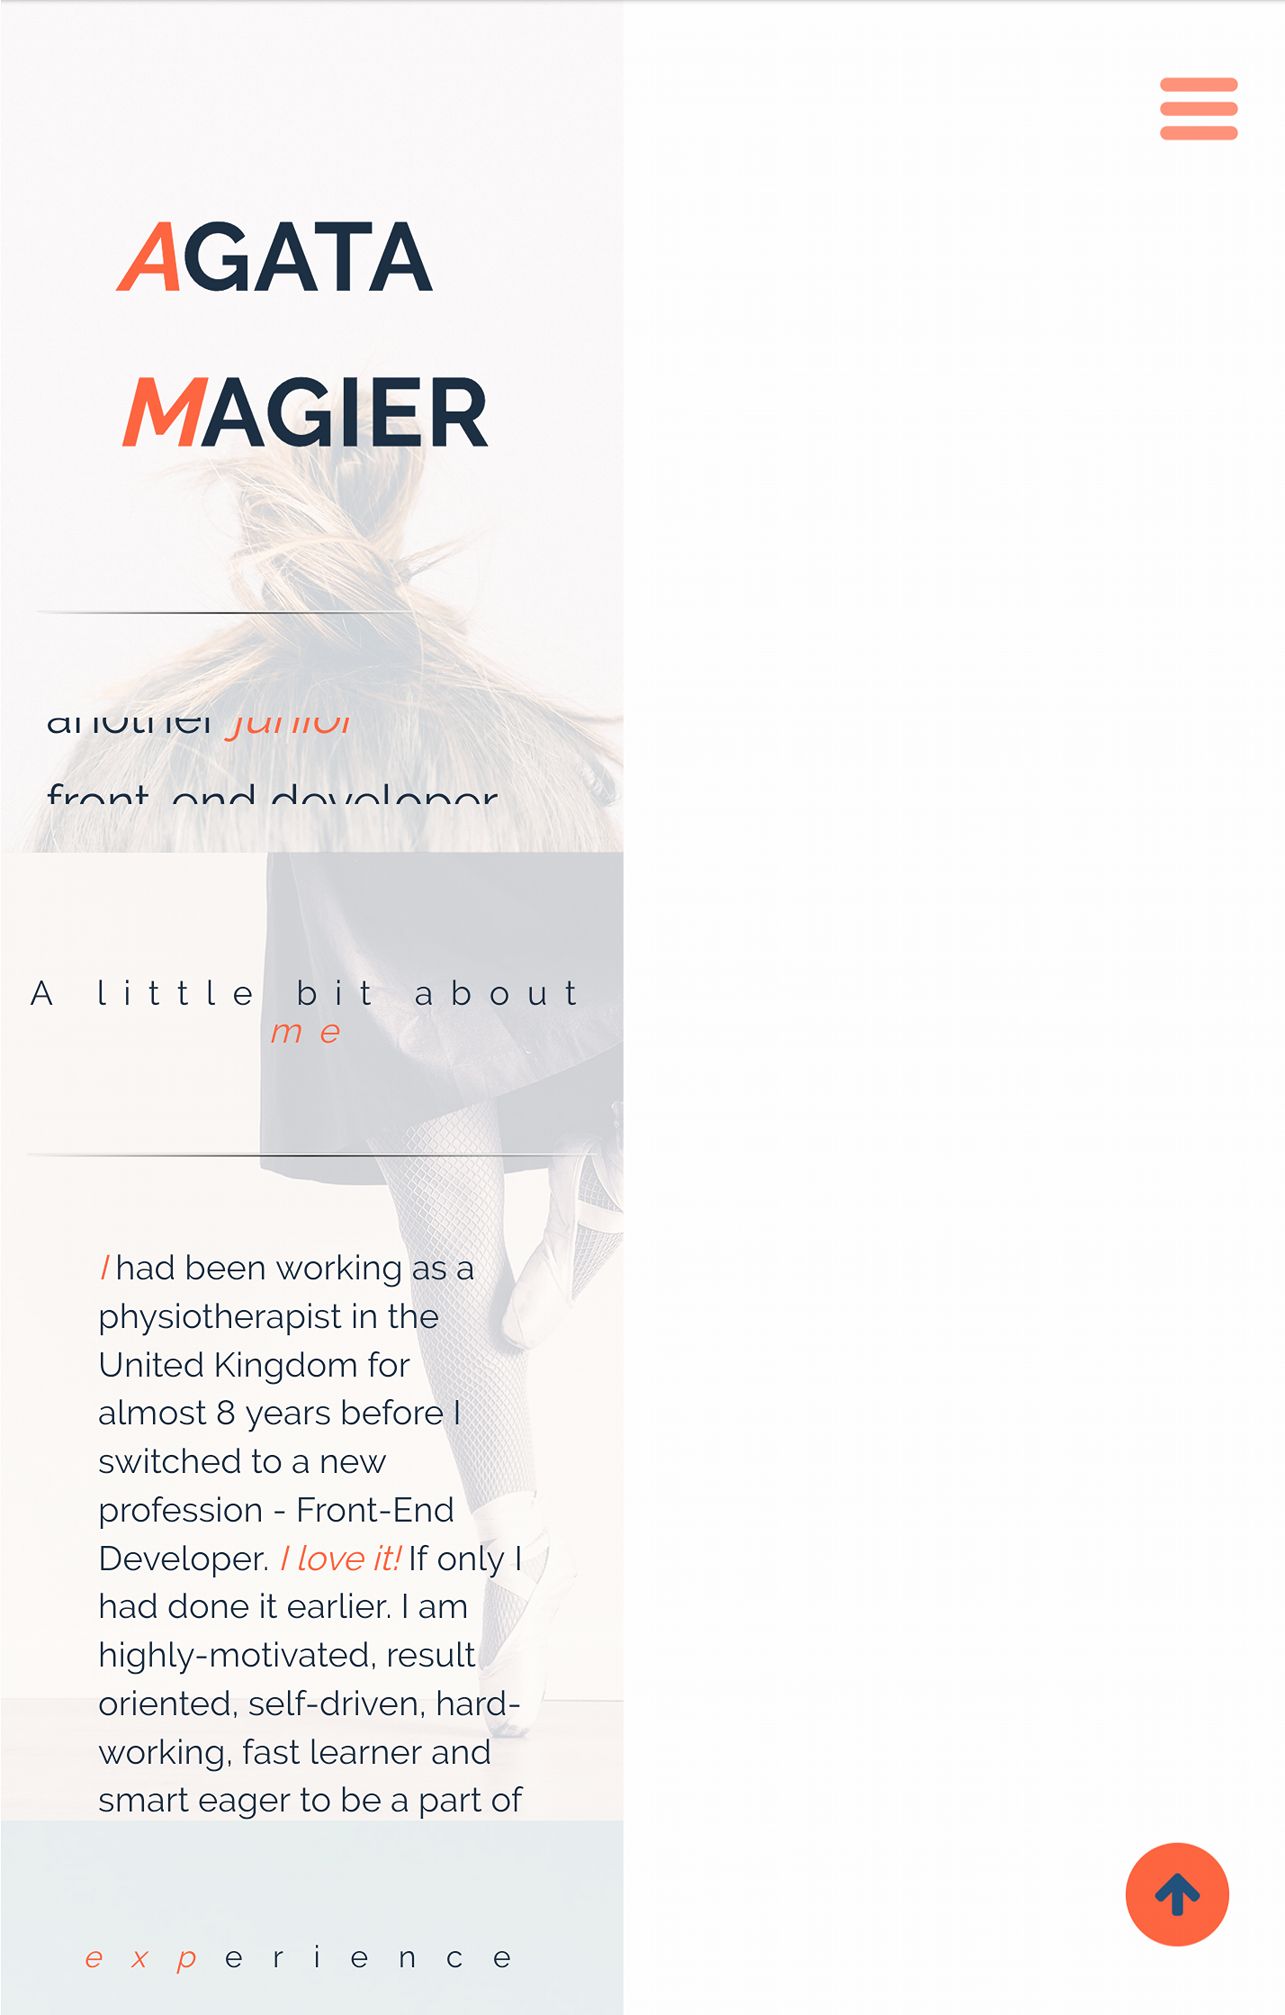 AGATA
MAGIER
another junior
front-end developer
A little bit about
me
I had been working as a
physiotherapist in the
United Kingdom for
almost 8 years before I
switched to a new
profession - Front-End
Developer. I love it! If only I
had done it earlier. I am
highly-motivated, result
oriented, self-driven, hard-
working, fast learner and
smart eager to be a part of
experience